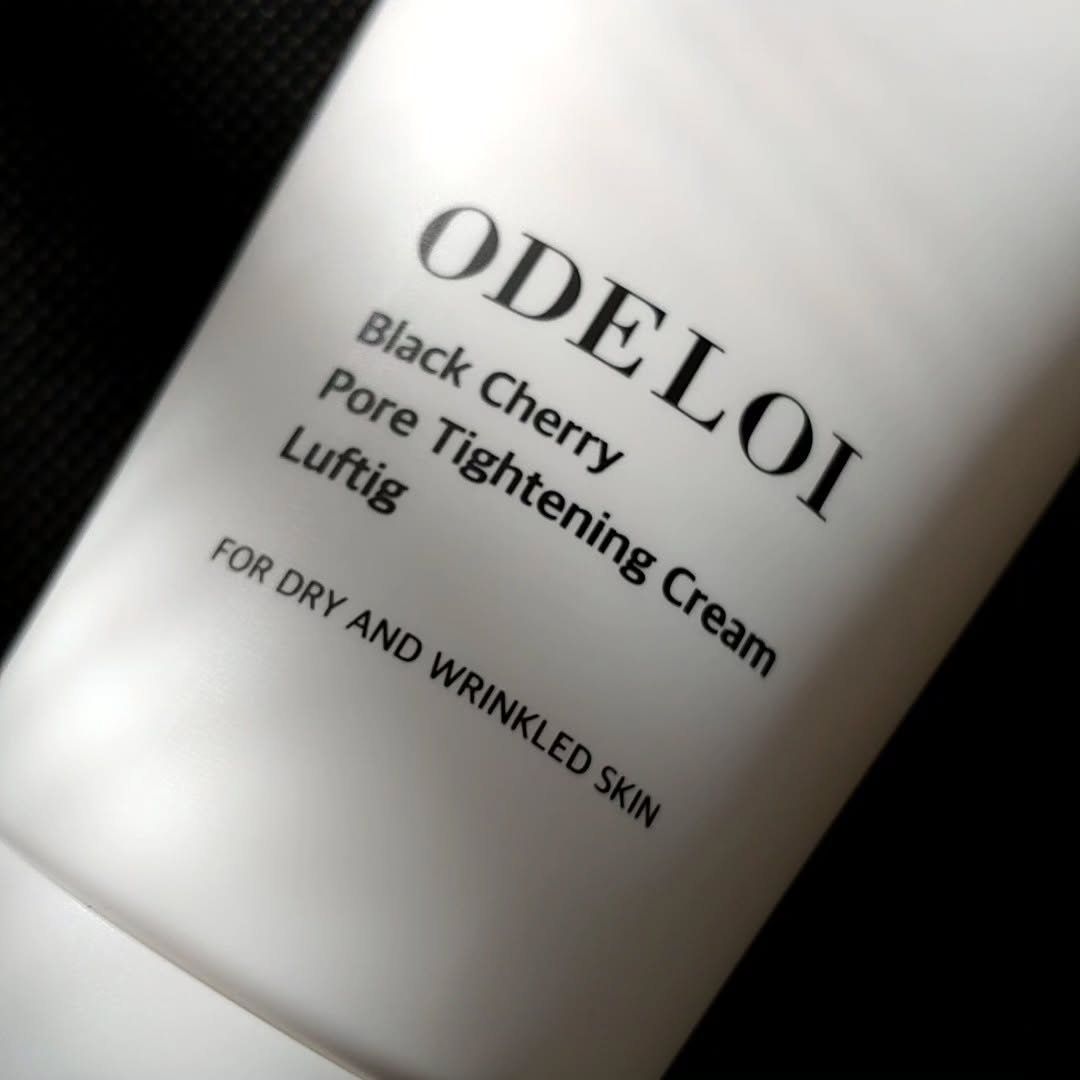 ODELOI
Black Cherry
Pore Tightening Cream
Luftig
FOR DRY AND WRINKLED SKIN